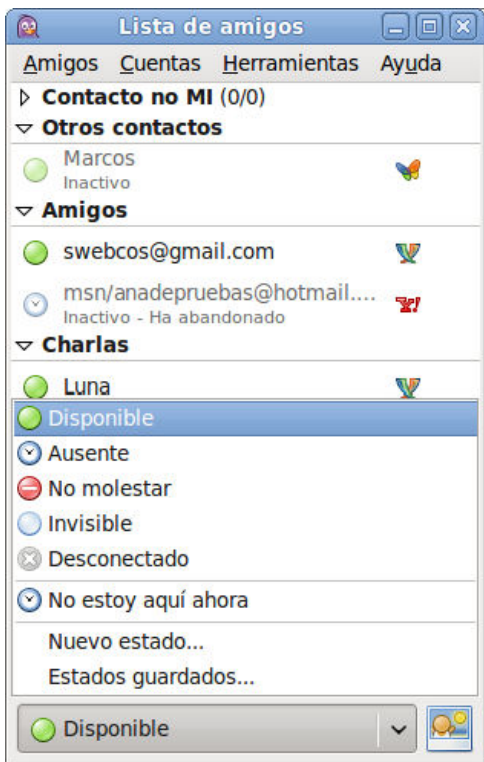 Lista de amigos
Amigos Cuentas Herramientas Ayuda
Contacto no MI (0/0)
Otros contactos
Marcos
Inactivo
Amigos
swebcos@gmail.com
msn/anadepruebas@hotmail....
Inactivo - Ha abandonado
Charlas
Luna
Disponible
Ausente
No molestar
Invisible
Desconectado
No estoy aquí ahora
Nuevo estado...
Estados guardados...
Disponible